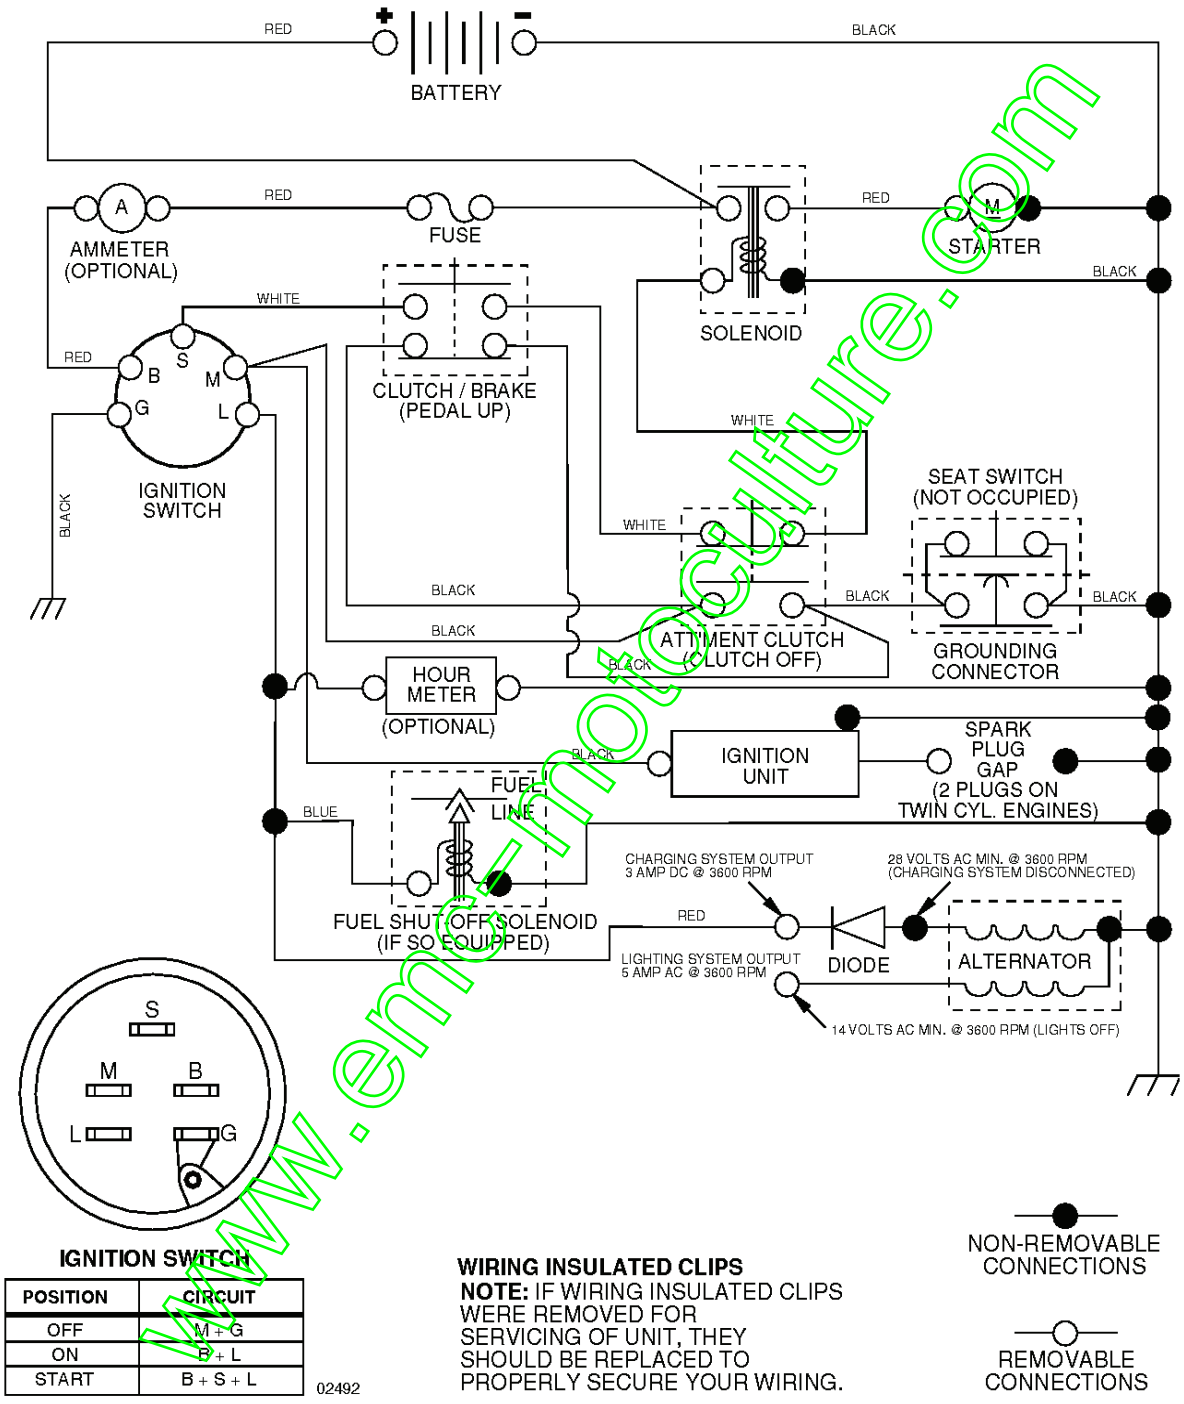 RED
+
-
BLACK
BATTERY
A
RED
AMMETER
(OPTIONAL)
FUSE
RED
M
STARTER
BLACK
SOLENOID
WHITE
RED
S
B
M
G
L
CLUTCH / BRAKE
(PEDAL UP)
IGNITION
SWITCH
BLACK
WHITE
WHITE
SEAT SWITCH
(NOT OCCUPIED)
BLACK
BLACK
BLACK
BLACK
ATT'MENT CLUTCH
(CLUTCH OFF)
BLACK
GROUNDING
CONNECTOR
HOUR
METER
(OPTIONAL)
BLACK
IGNITION
UNIT
SPARK
PLUG
GAP
(2 PLUGS ON
TWIN CYL. ENGINES)
FUEL
LINE
BLUE
FUEL SHUT-OFF SOLENOID
(IF SO EQUIPPED)
CHARGING SYSTEM OUTPUT
3 AMP DC @ 3600 RPM
28 VOLTS AC MIN. @ 3600 RPM
(CHARGING SYSTEM DISCONNECTED)
RED
LIGHTING SYSTEM OUTPUT
5 AMP AC @ 3600 RPM
DIODE
ALTERNATOR
14 VOLTS AC MIN. @ 3600 RPM (LIGHTS OFF)
S
M
B
L
G
IGNITION SWITCH
POSITION CIRCUIT
OFF M + G
ON B + L
START B + S + L
02492
WIRING INSULATED CLIPS
NOTE: IF WIRING INSULATED CLIPS
WERE REMOVED FOR
SERVICING OF UNIT, THEY
SHOULD BE REPLACED TO
PROPERLY SECURE YOUR WIRING.
NON-REMOVABLE
CONNECTIONS
REMOVABLE
CONNECTIONS
www.emc-motoculture.com